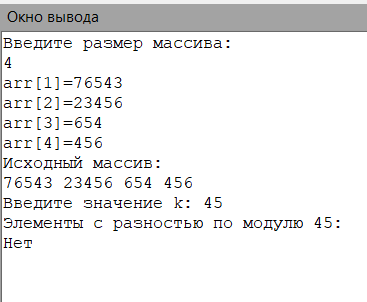 Окно вывода
Введите размер массива:
4
arr[1]=76543
arr[2]=23456
arr[3]=654
arr[4]=456
Исходный массив:
76543 23456 654 456
Введите значение k: 45
Элементы с разностью по модулю 45:
Нет